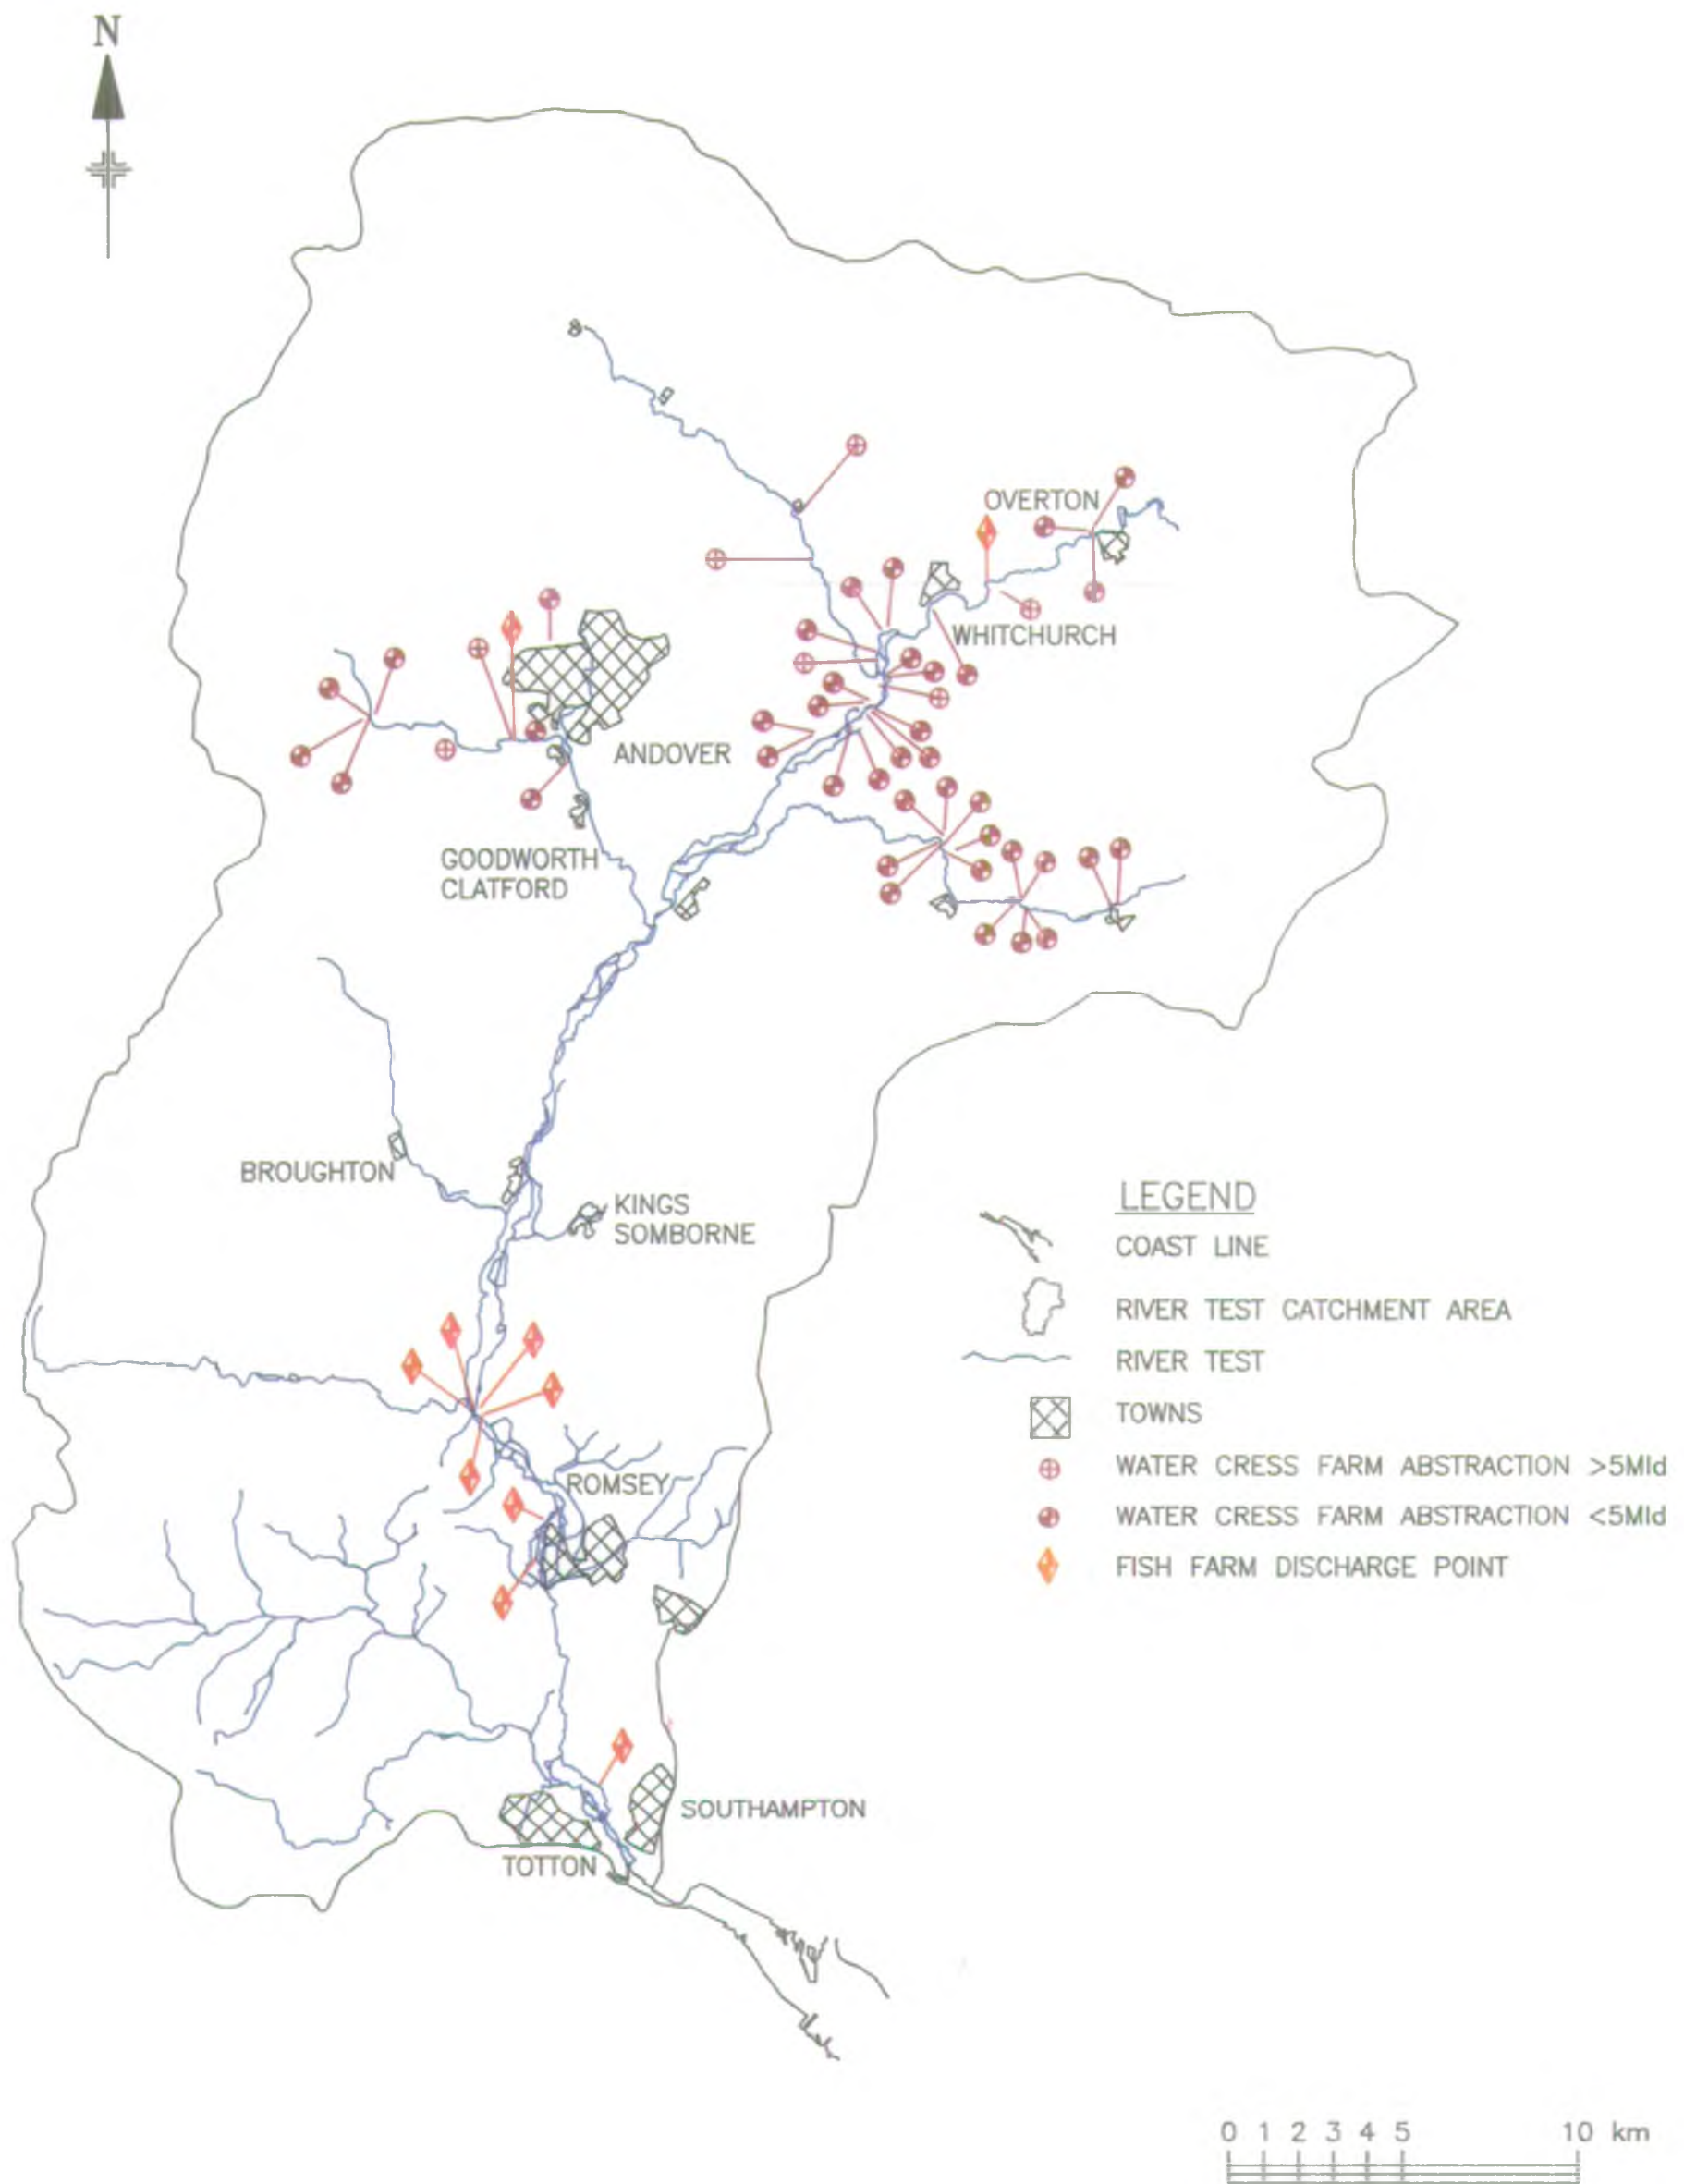 N
OVERTON
WHITCHURCH
ANDOVER
GOODWORTH
CLATFORD
BROUGHTON
KINGS
SOMBORNE
LEGEND
COAST LINE
RIVER TEST CATCHMENT AREA
RIVER TEST
TOWNS
WATER CRESS FARM ABSTRACTION >5Mld
WATER CRESS FARM ABSTRACTION <5Mld
FISH FARM DISCHARGE POINT
ROMSEY
SOUTHAMPTON
TOTTON
0 1 2 3 4 5 10 km